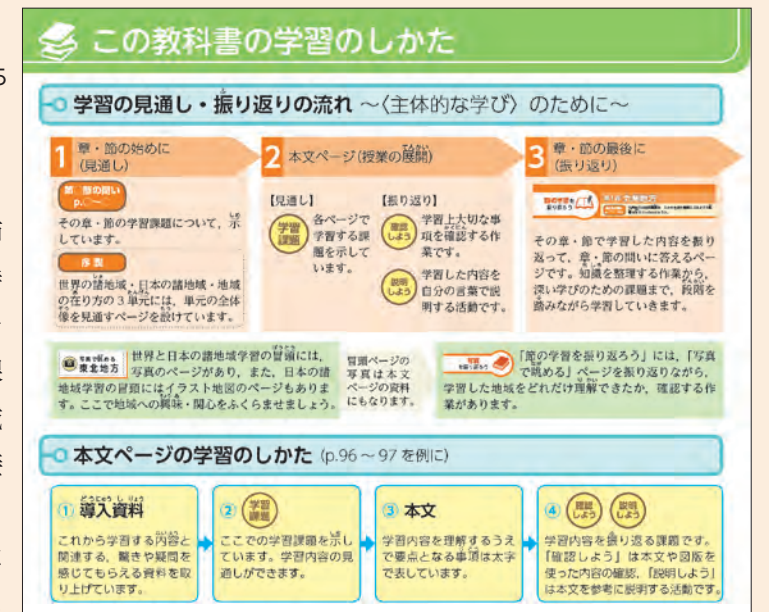 この教科書の学習のしかた
学習の見通し・振り返りの流れ ～〈主体的な学び〉のために～
1 章・節の始めに
(見通し)
章・節の問い
p.○～
その章・節の学習課題について，示
しています。
序説
世界の諸地域・日本の諸地域・地域
の在り方の3単元には，単元の全体
像を見通すページを設けています。
2 本文ページ(授業の展開)
【見通し】
学習
課題
各ページで
学習する課
題を示して
います。
【振り返り】
確認
しよう
学習上大切な事
項を確認する作
業です。
説明
しよう
学習した内容を
自分の言葉で説
明する活動です。
3 章・節の最後に
(振り返り)
節の学習を
振り返ろう
東北地方
その章・節で学習した内容を振り
返って，章・節の問いに答えるペー
ジです。知識を整理する作業から，
深い学びのための課題まで，段階を
踏みながら学習していきます。
写真で眺める
東北地方
世界と日本の諸地域学習の冒頭には，
写真のページがあり，また，日本の諸
地域学習の冒頭にはイラスト地図のページもありま
す。ここで地域への興味・関心をふくらませましょう。
冒頭ページの
写真は本文
ページの資料
にもなります。
写真
を振り返ろう
「節の学習を振り返ろう」には，「写真
で眺める」ページを振り返りながら，
学習した地域をどれだけ理解できたか，確認する作
業があります。
本文ページの学習のしかた (p.96～97を例に)
① 導入資料
これから学習する内容と
関連する，驚きや疑問を
感じてもらえる資料を取
り上げています。
② 学習
課題
ここでの学習課題を示し
ています。学習内容の見
通しができます。
③ 本文
学習内容を理解するうえ
で要点となる事項は太字
で表しています。
④ 確認
しよう
説明
しよう
学習内容を振り返る課題です。
「確認しよう」は本文や図版を
使った内容の確認，「説明しよう」
は本文を参考に説明する活動です。